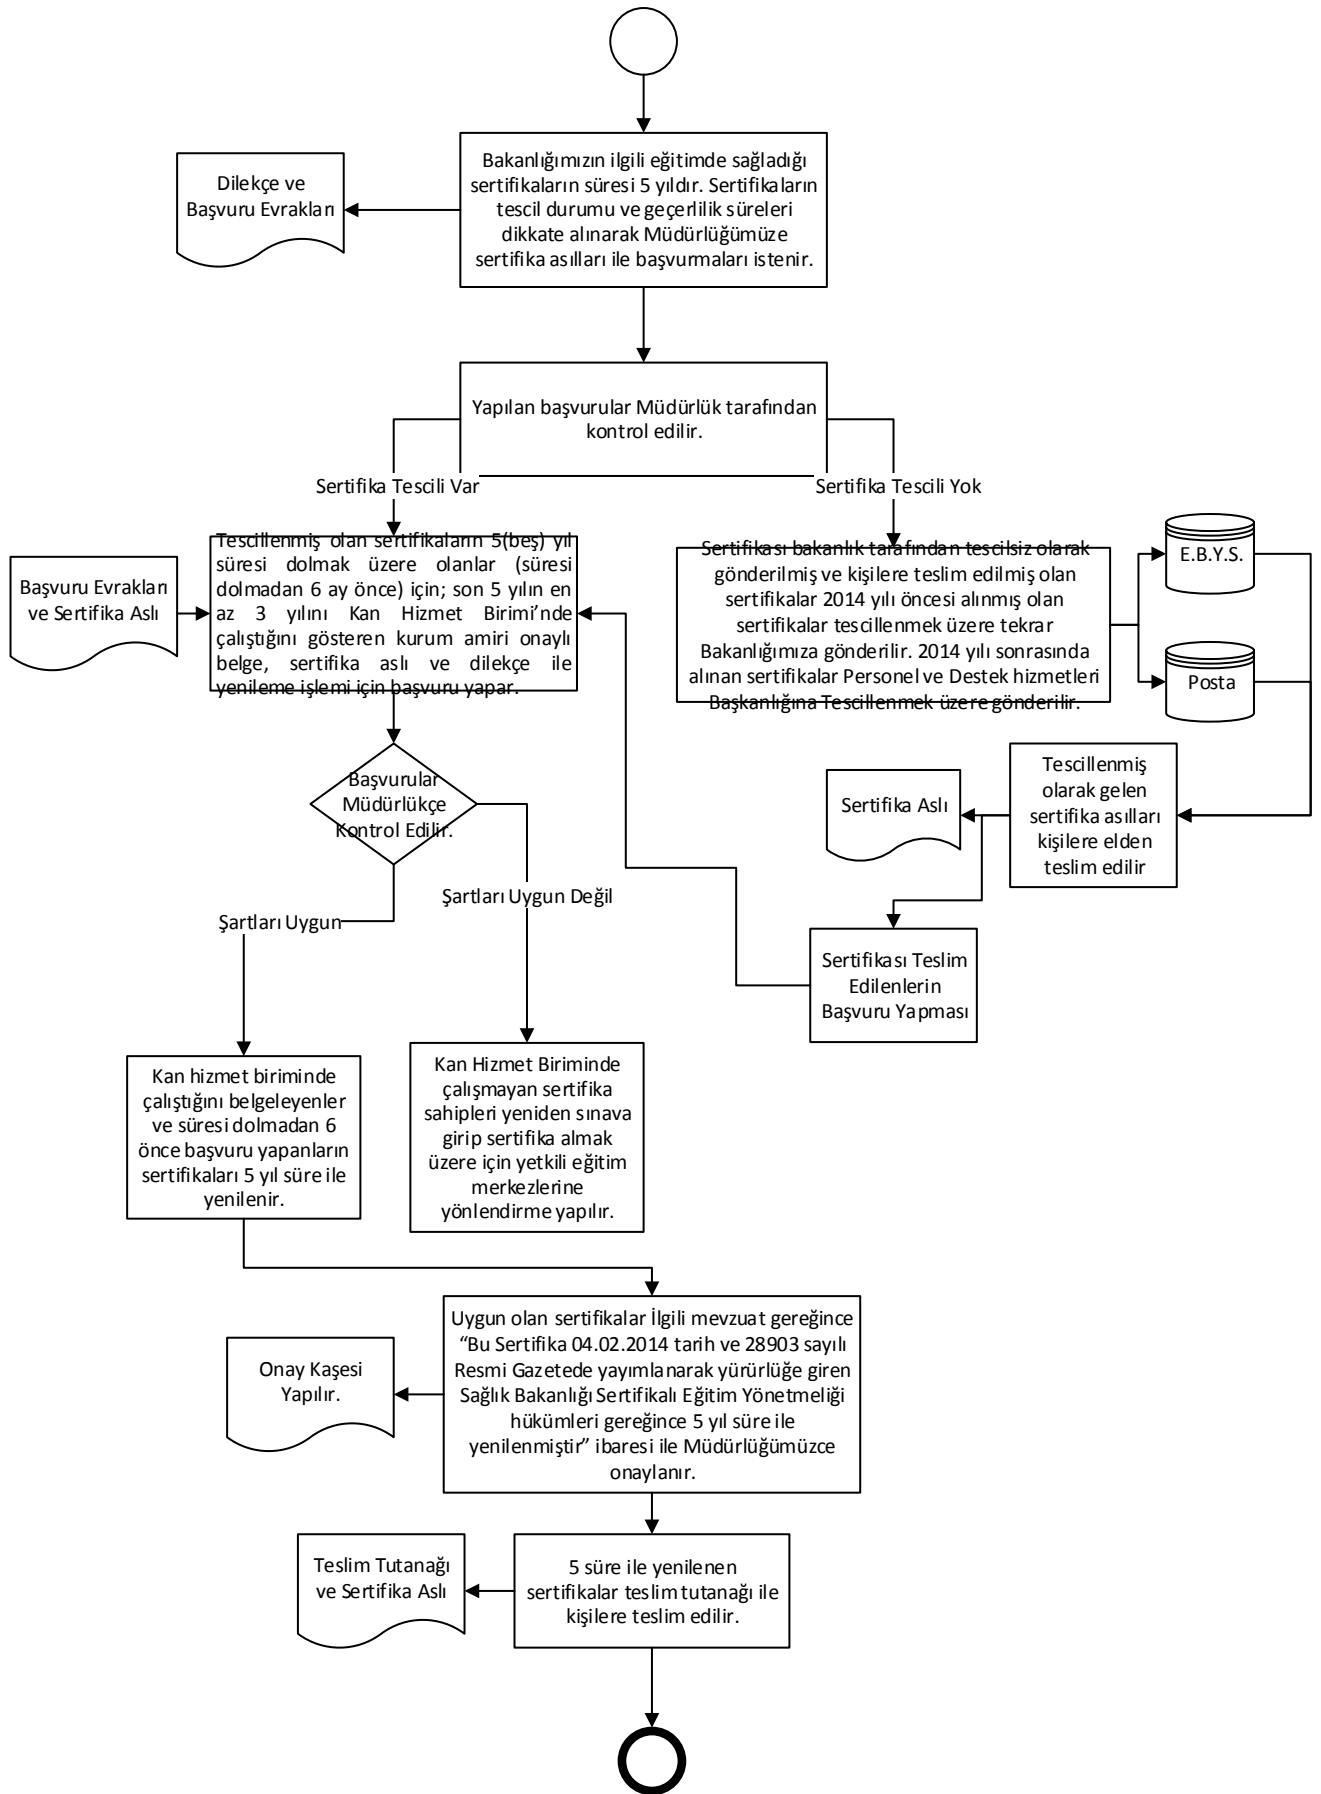 Bakanlığımızın ilgili eğitimde sağladığı
sertifikaların süresi 5 yıldır. Sertifikaların
tescil durumu ve geçerlilik süreleri
dikkate alınarak Müdürlüğümüze
sertifika asılları ile başvurmaları istenir.
Dilekçe ve
Başvuru Evrakları
Yapılan başvurular Müdürlük tarafından
kontrol edilir.
Sertifika Tescili Var
Sertifika Tescili Yok
Başvuru Evrakları
ve Sertifika Aslı
Tescillenmiş olan sertifikaların 5(beş) yıl
süresi dolmak üzere olanlar (süresi
dolmadan 6 ay önce) için; son 5 yılın en
az 3 yılını Kan Hizmet Birimi’nde
çalıştığını gösteren kurum amiri onaylı
belge, sertifika aslı ve dilekçe ile
yenileme işlemi için başvuru yapar.
Sertifikası bakanlık tarafından tescilsiz olarak
gönderilmiş ve kişilere teslim edilmiş olan
sertifikalar 2014 yılı öncesi alınmış olan
sertifikalar tescillenmek üzere tekrar
Bakanlığımıza gönderilir. 2014 yılı sonrasında
alınan sertifikalar Personel ve Destek hizmetleri
Başkanlığına Tescillenmek üzere gönderilir.
E.B.Y.S.
Posta
Başvurular
Müdürlükçe
Kontrol Edilir.
Sertifika Aslı
Tescillenmiş
olarak gelen
sertifika asılları
kişilere elden
teslim edilir
Şartları Uygun
Şartları Uygun Değil
Sertifikası Teslim
Edilenlerin
Başvuru Yapması
Kan hizmet biriminde
çalıştığını belgeleyenler
ve süresi dolmadan 6
önce başvuru yapanların
sertifikaları 5 yıl süre ile
yenilenir.
Kan Hizmet Biriminde
çalışmayan sertifika
sahipleri yeniden sınava
girip sertifika almak
üzere için yetkili eğitim
merkezlerine
yönlendirme yapılır.
Onay Kaşesi
Yapılır.
Uygun olan sertifikalar İlgili mevzuat gereğince
“Bu Sertifika 04.02.2014 tarih ve 28903 sayılı
Resmi Gazetede yayımlanarak yürürlüğe giren
Sağlık Bakanlığı Sertifikalı Eğitim Yönetmeliği
hükümleri gereğince 5 yıl süre ile
yenilenmiştir” ibaresi ile Müdürlüğümüzce
onaylanır.
Teslim Tutanağı
ve Sertifika Aslı
5 süre ile yenilenen
sertifikalar teslim tutanağı ile
kişilere teslim edilir.